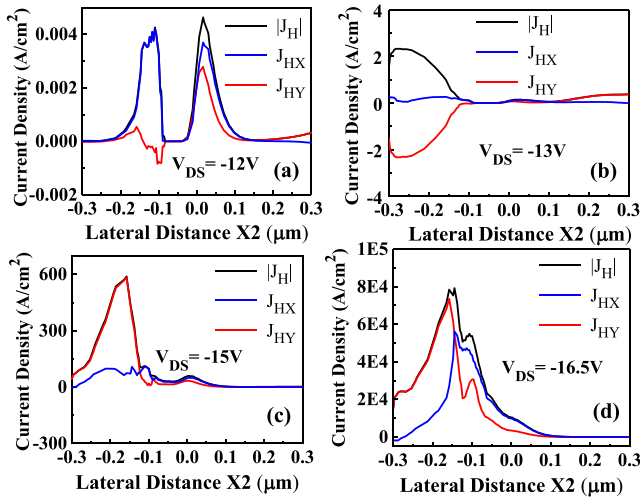 Current Density (A/cm²)
0.004
0.002
0.000
-0.002
|J_H|
J_HX
J_HY
V_DS= -12V
(a)
-0.3 -0.2 -0.1 0.0 0.1 0.2 0.3
Lateral Distance X2 (μm)
Current Density (A/cm²)
4
2
0
-2
-4
|J_H|
J_HX
J_HY
V_DS= -13V
(b)
-0.3 -0.2 -0.1 0.0 0.1 0.2 0.3
Lateral Distance X2 (μm)
Current Density (A/cm²)
600
300
0
-300
|J_H|
J_HX
J_HY
V_DS= -15V
(c)
-0.3 -0.2 -0.1 0.0 0.1 0.2 0.3
Lateral Distance X2 (μm)
Current Density (A/cm²)
1E5
8E4
6E4
4E4
2E4
0
|J_H|
J_HX
J_HY
V_DS= -16.5V
(d)
-0.3 -0.2 -0.1 0.0 0.1 0.2 0.3
Lateral Distance X2 (μm)